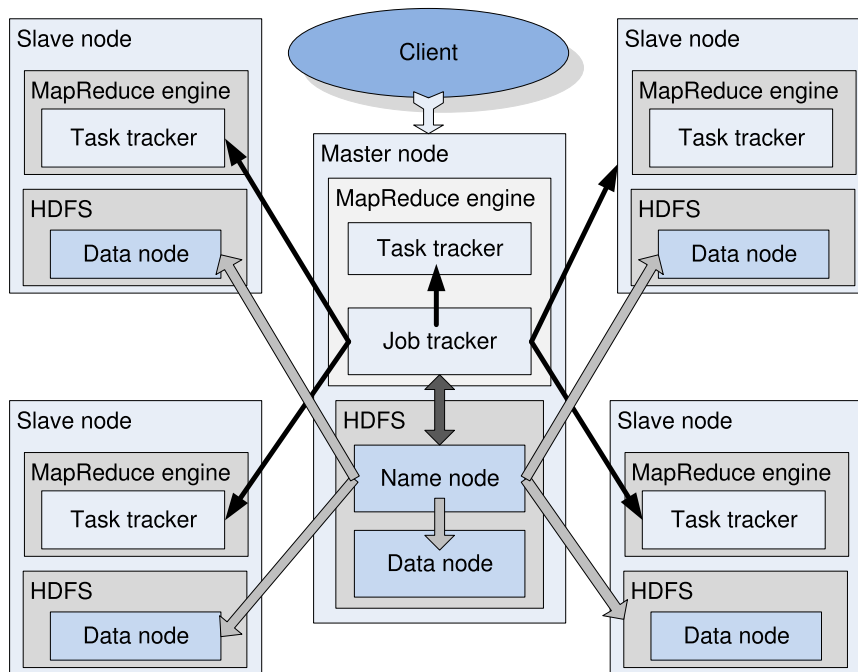 Slave node
MapReduce engine
Task tracker
HDFS
Data node
Client
Master node
MapReduce engine
Task tracker
Job tracker
HDFS
Name node
Data node
Slave node
MapReduce engine
Task tracker
HDFS
Data node
Slave node
MapReduce engine
Task tracker
HDFS
Data node
Slave node
MapReduce engine
Task tracker
HDFS
Data node